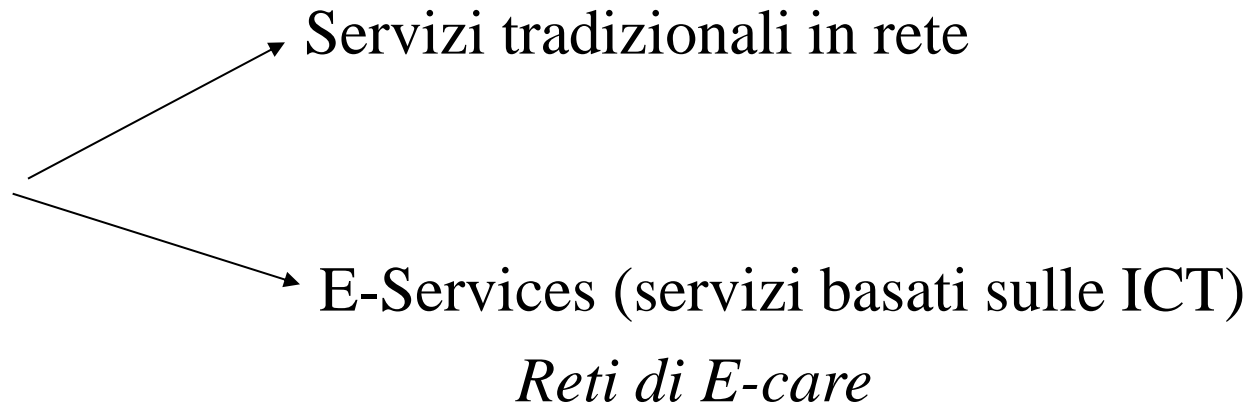 Servizi tradizionali in rete
E-Services (servizi basati sulle ICT)
Reti di E-care